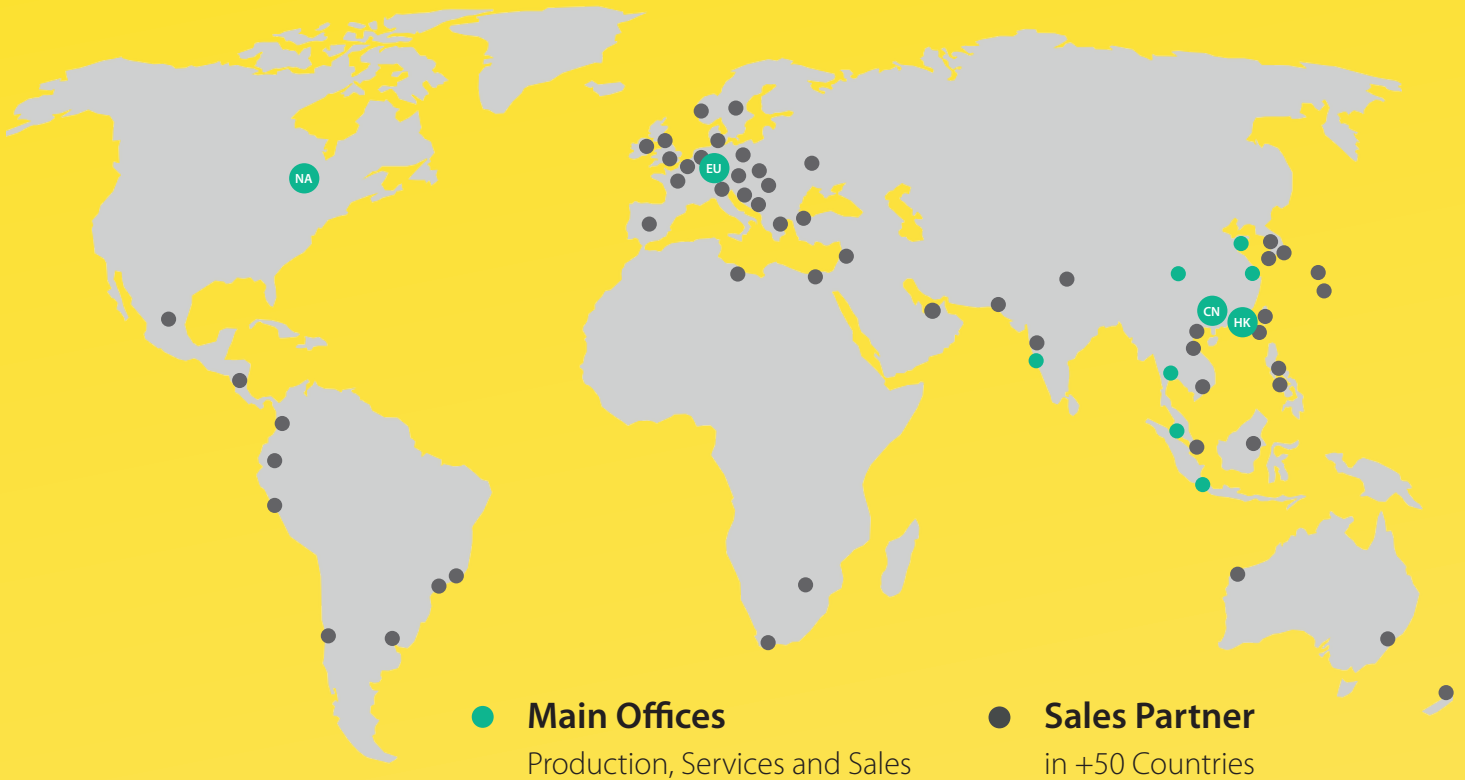 NA
EU
CN
HK
Main Offices
Production, Services and Sales
Sales Partner
in +50 Countries